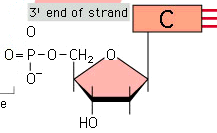 3' end of strand
C
O=P—O—CH₂
O
O⁻
HO
e